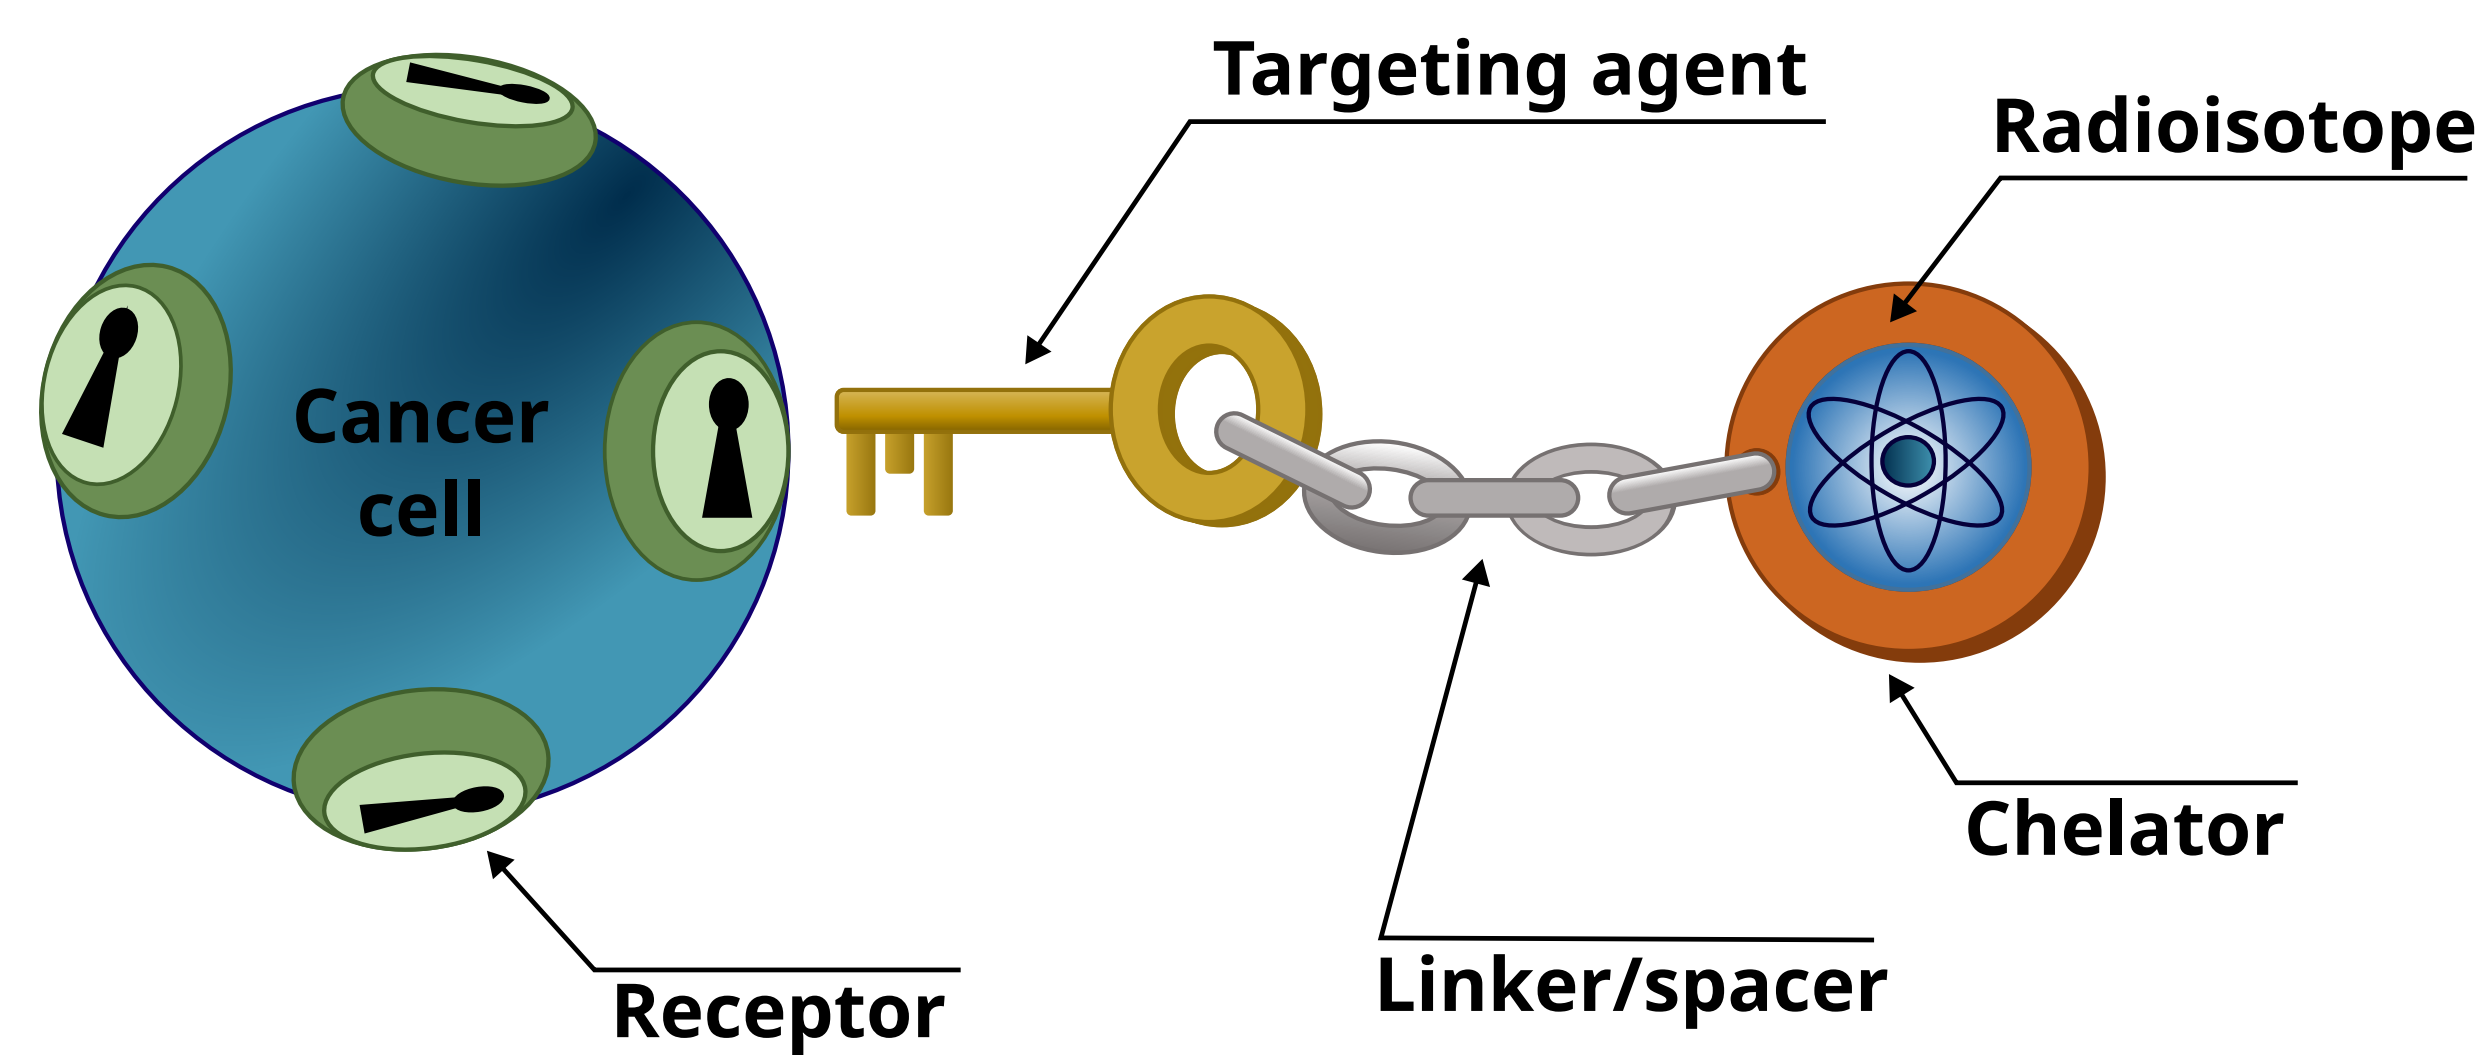 Targeting agent
Radioisotope
Cancer
cell
Chelator
Linker/spacer
Receptor